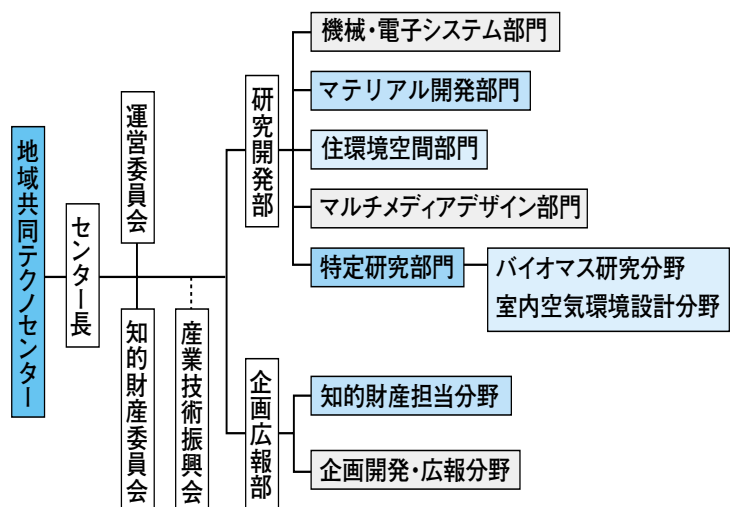 地域共同テクノセンター
センター長
運営委員会
知的財産委員会
産業技術振興会
研究開発部
機械・電子システム部門
マテリアル開発部門
住環境空間部門
マルチメディアデザイン部門
特定研究部門
バイオマス研究分野
室内空気環境設計分野
企画広報部
知的財産担当分野
企画開発・広報分野